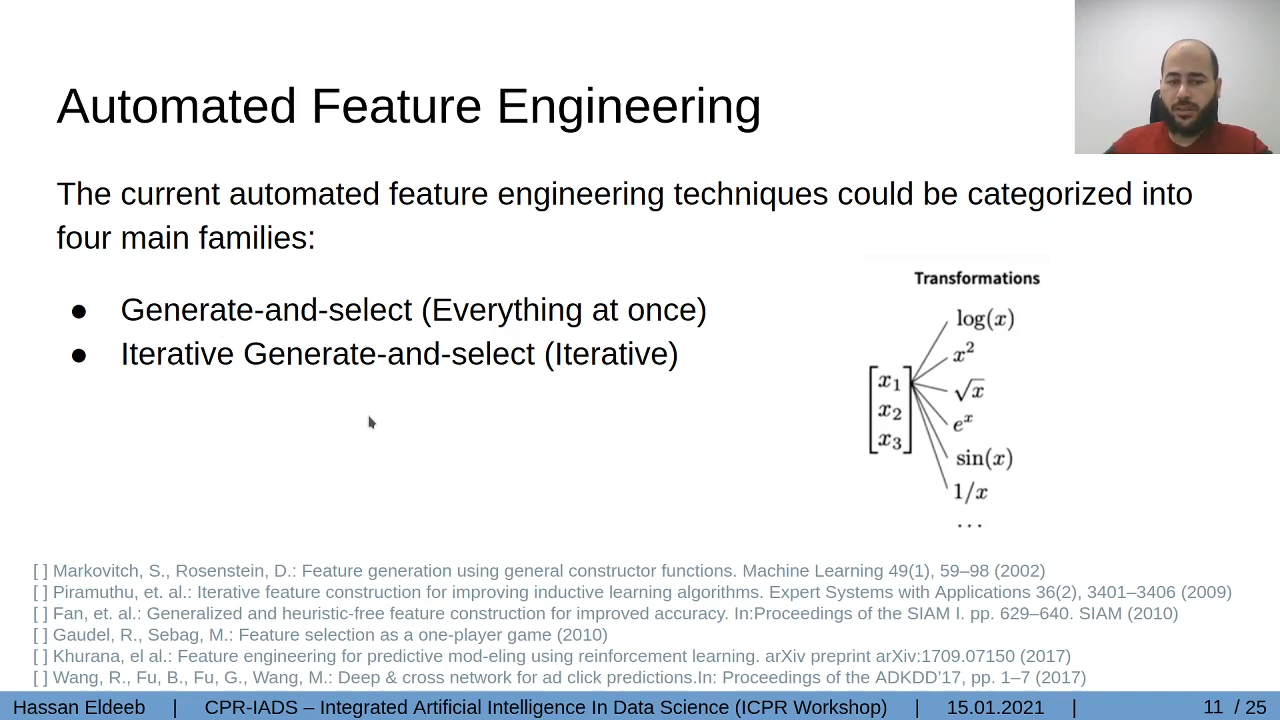 Automated Feature Engineering
The current automated feature engineering techniques could be categorized into
four main families:
● Generate-and-select (Everything at once)
● Iterative Generate-and-select (Iterative)
Transformations
log(x)
x²
√x
eˣ
sin(x)
1/x
...
x₁
x₂
x₃
[ ] Markovitch, S., Rosenstein, D.: Feature generation using general constructor functions. Machine Learning 49(1), 59–98 (2002)
[ ] Piramuthu, et. al.: Iterative feature construction for improving inductive learning algorithms. Expert Systems with Applications 36(2), 3401–3406 (2009)
[ ] Fan, et. al.: Generalized and heuristic-free feature construction for improved accuracy. In:Proceedings of the SIAM I. pp. 629–640. SIAM (2010)
[ ] Gaudel, R., Sebag, M.: Feature selection as a one-player game (2010)
[ ] Khurana, el al.: Feature engineering for predictive mod-eling using reinforcement learning. arXiv preprint arXiv:1709.07150 (2017)
[ ] Wang, R., Fu, B., Fu, G., Wang, M.: Deep & cross network for ad click predictions.In: Proceedings of the ADKDD'17, pp. 1–7 (2017)
Hassan Eldeeb | CPR-IADS – Integrated Artificial Intelligence In Data Science (ICPR Workshop) | 15.01.2021 | 11 / 25